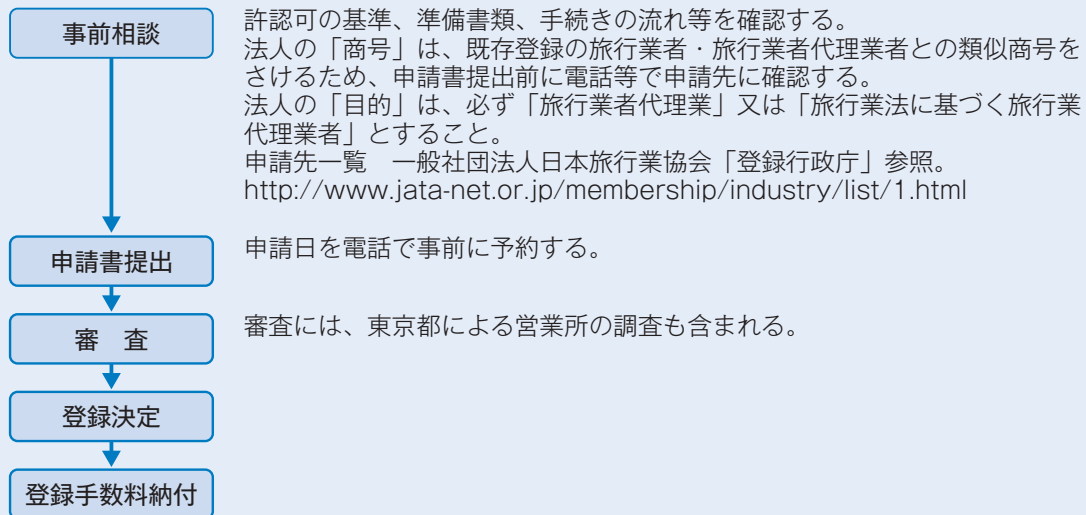 事前相談
許認可の基準、準備書類、手続きの流れ等を確認する。
法人の「商号」は、既存登録の旅行業者・旅行業者代理業者との類似商号を
さけるため、申請書提出前に電話等で申請先に確認する。
法人の「目的」は、必ず「旅行業者代理業」又は「旅行業法に基づく旅行業
代理業者」とすること。
申請先一覧　一般社団法人日本旅行業協会「登録行政庁」参照。
http://www.jata-net.or.jp/membership/industry/list/1.html
申請書提出
申請日を電話で事前に予約する。
審　査
審査には、東京都による営業所の調査も含まれる。
登録決定
登録手数料納付